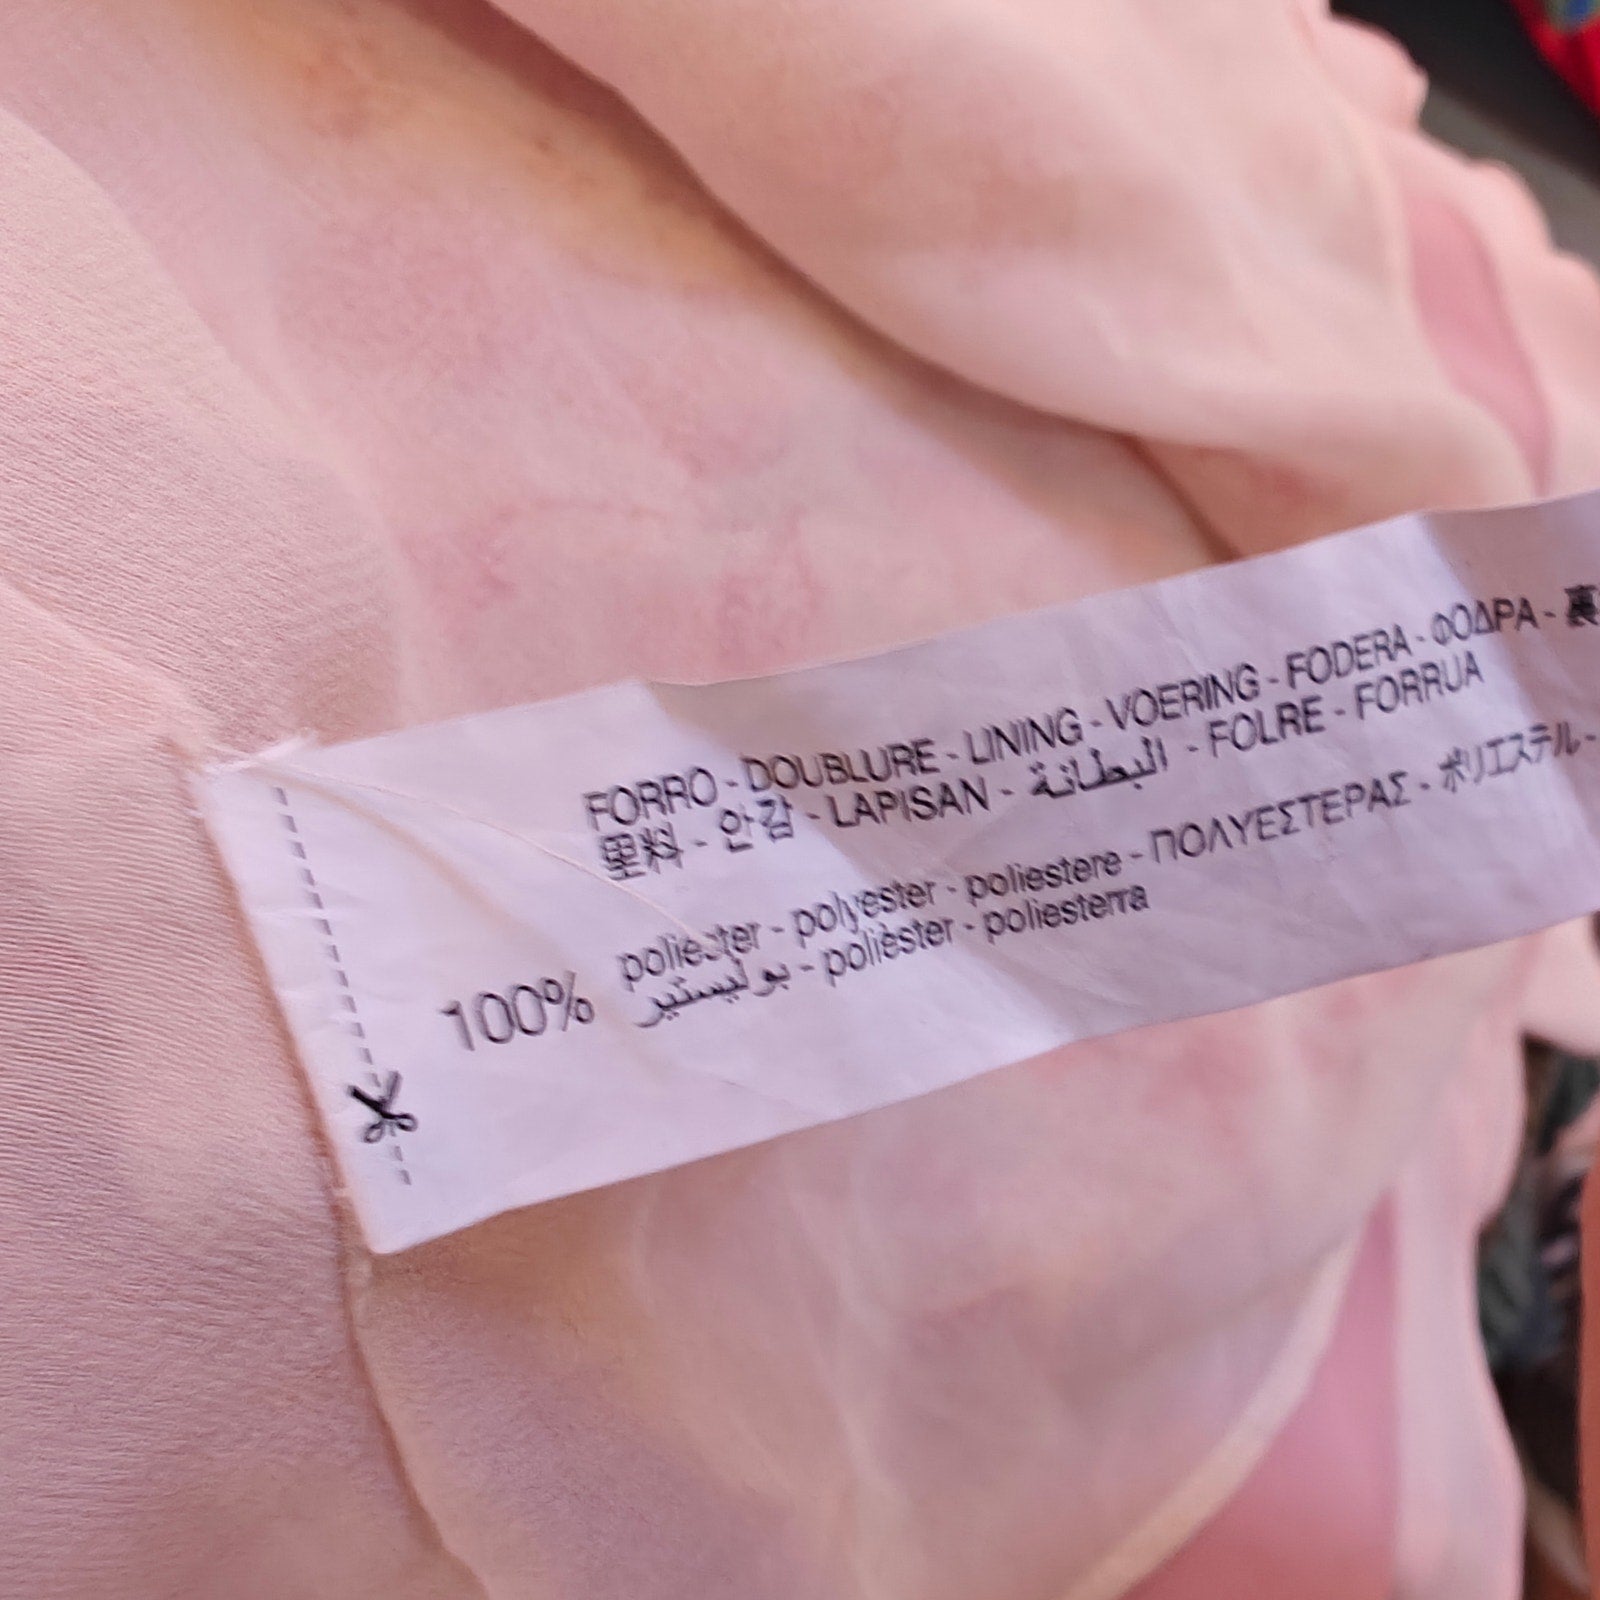 FORRO - DOUBLURE - LINING - VOERING - FODERA - ΦΟΔΡΑ - 裏
里料 - 안감 - LAPISAN - البطانة - FOLRE - FORRUA
poliester - polyester - poliestere - ΠΟΛΥΕΣΤΕΡΑΣ - ポリエステル -
100% بوليستير - polièster - poliesterra